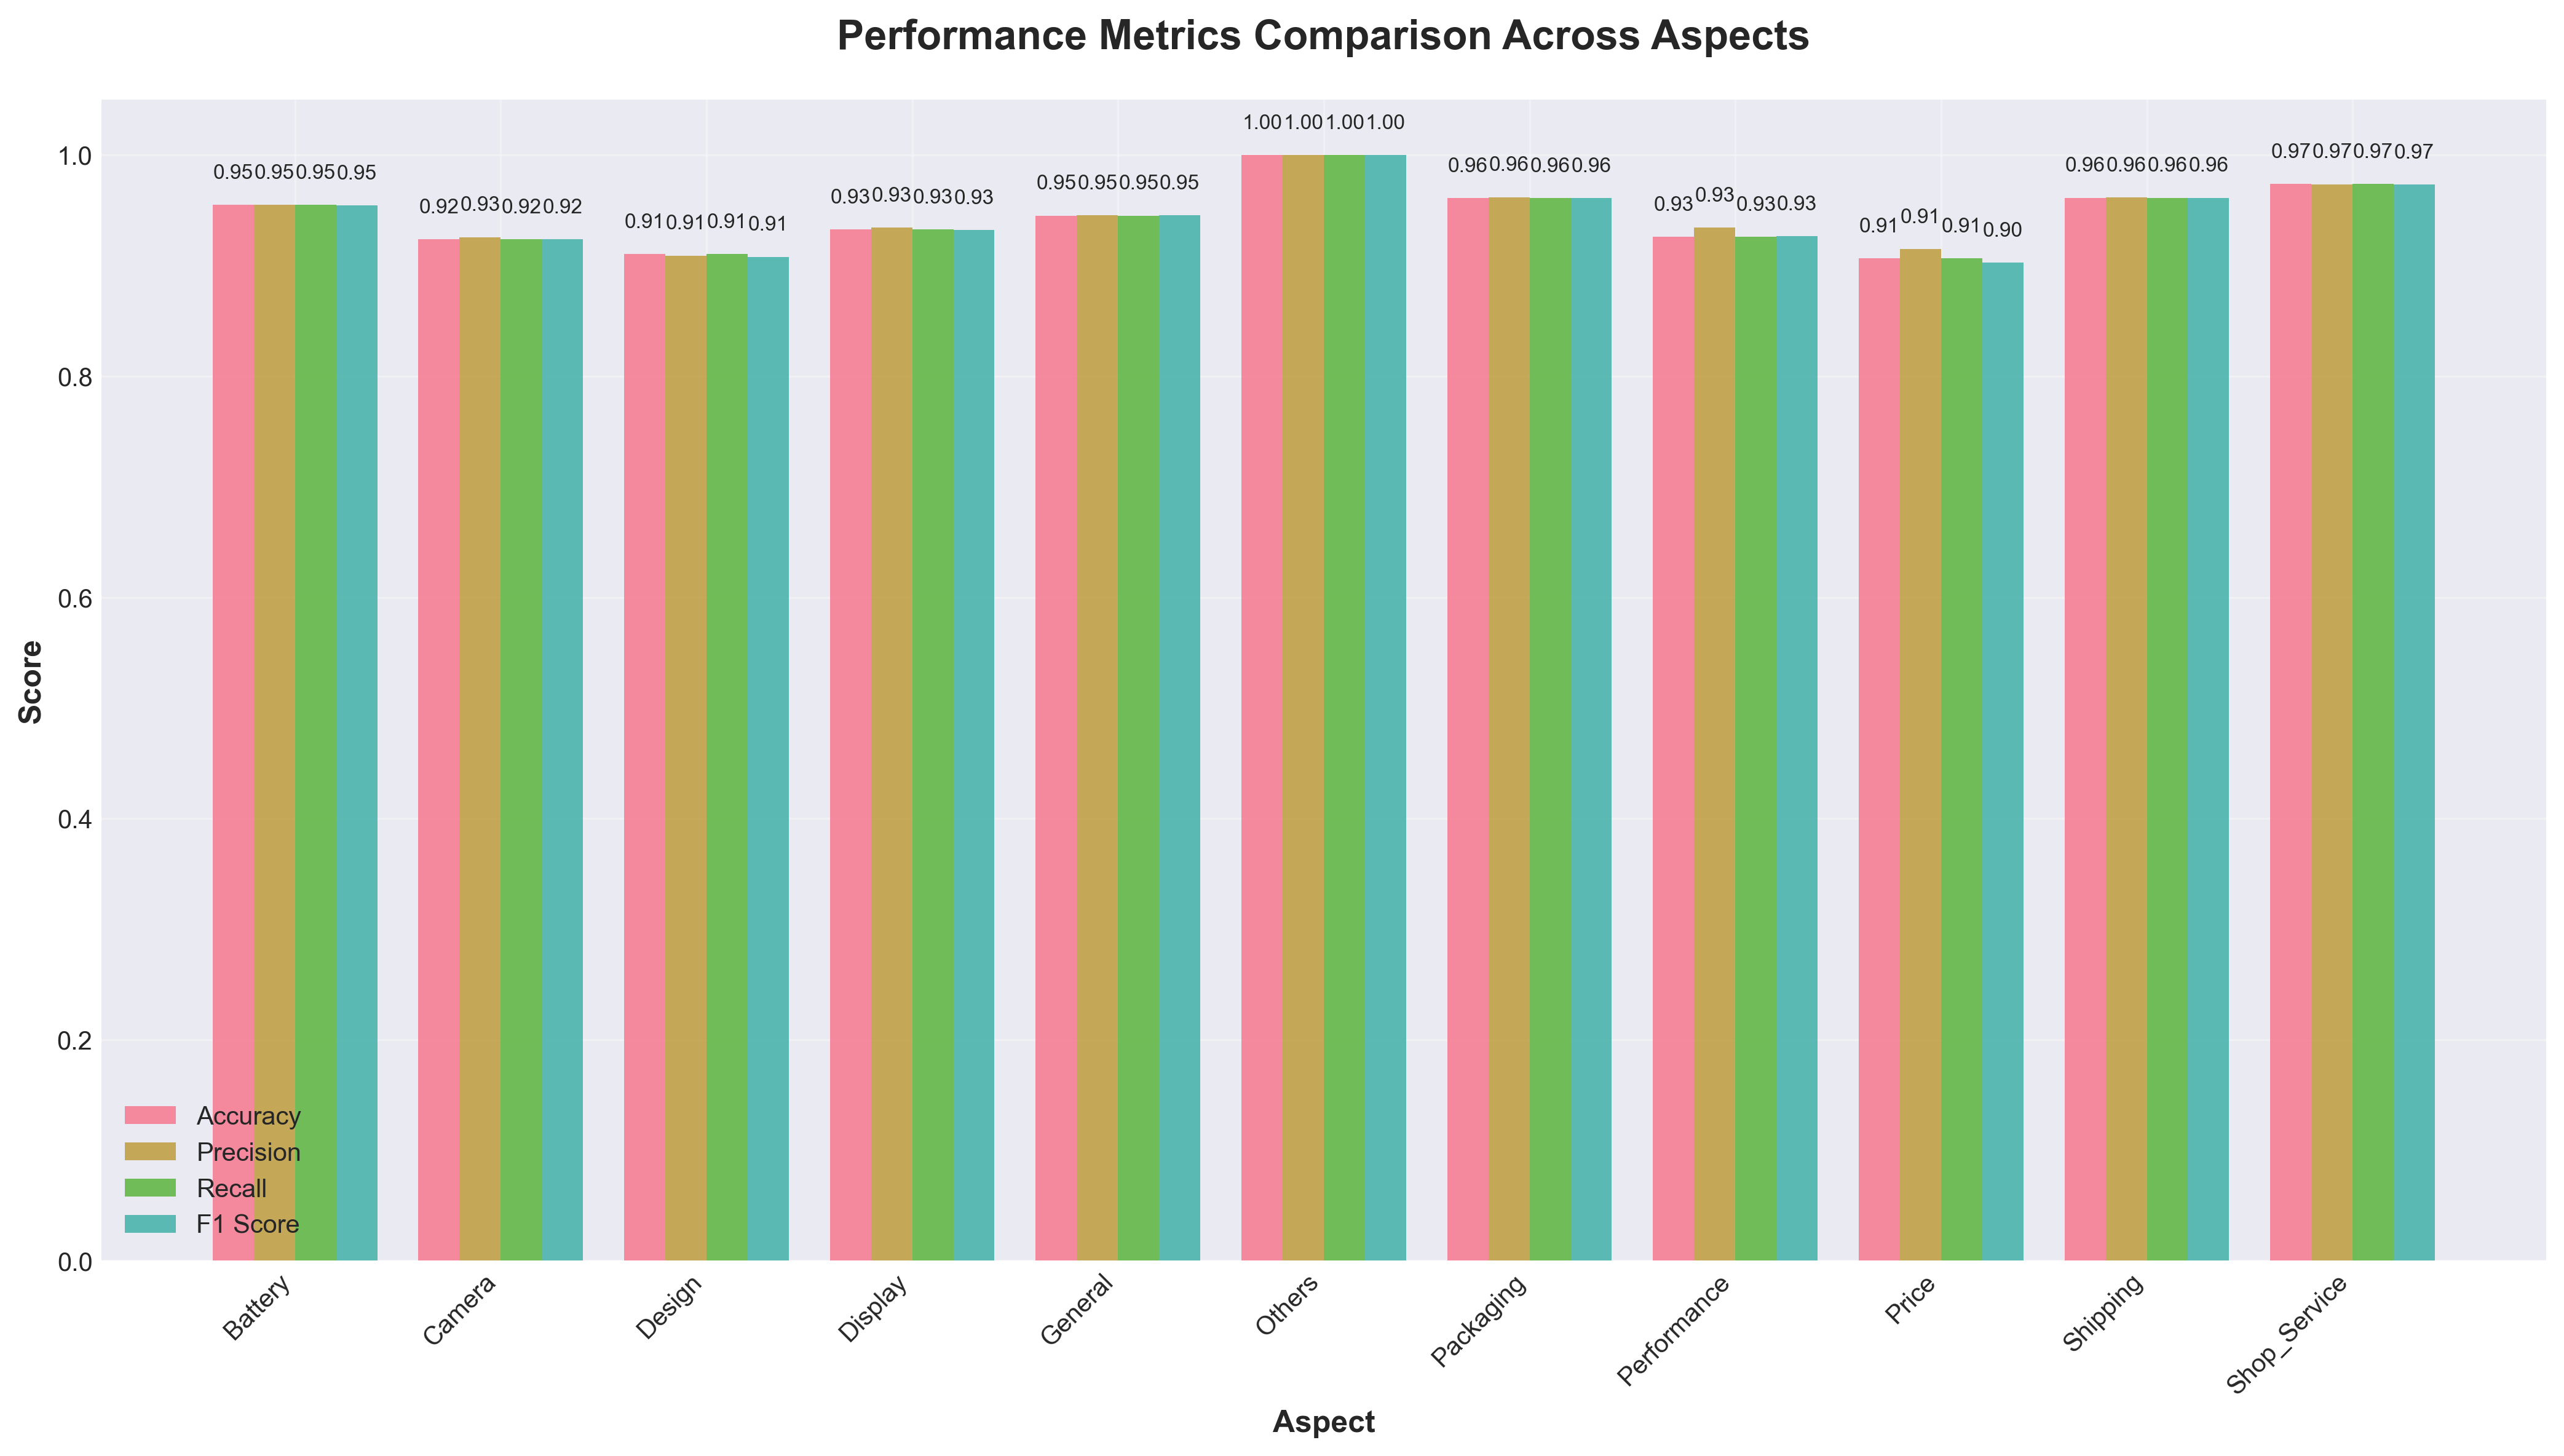 Performance Metrics Comparison Across Aspects
1.00 1.00 1.00 1.00
0.95 0.95 0.95 0.95
0.92 0.93 0.92 0.92
0.91 0.91 0.91 0.91
0.93 0.93 0.93 0.93
0.95 0.95 0.95 0.95
0.96 0.96 0.96 0.96
0.93 0.93 0.93 0.93
0.91 0.91 0.91 0.90
0.96 0.96 0.96 0.96
0.97 0.97 0.97 0.97
1.0
0.8
0.6
0.4
0.2
0.0
Score
Accuracy
Precision
Recall
F1 Score
Battery
Camera
Design
Display
General
Others
Packaging
Performance
Price
Shipping
Shop_Service
Aspect